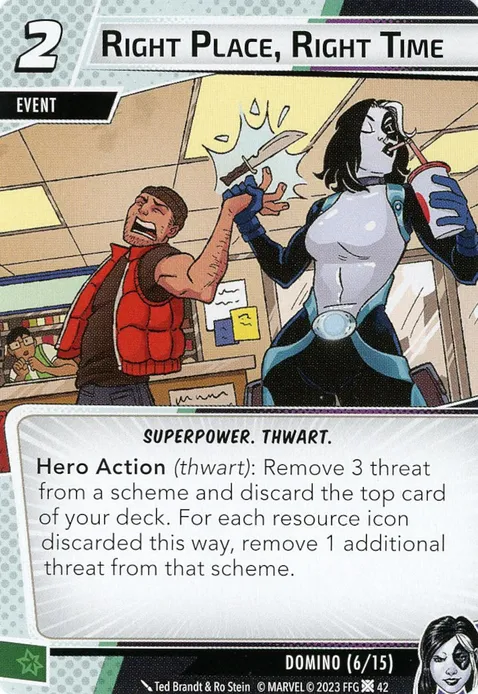 2
Right Place, Right Time
EVENT
SUPERPOWER. THWART.
Hero Action (thwart): Remove 3 threat
from a scheme and discard the top card
of your deck. For each resource icon
discarded this way, remove 1 additional
threat from that scheme.
DOMINO (6/15)
Ted Brandt & Ro Stein © MARVEL © 2023 FFG 42